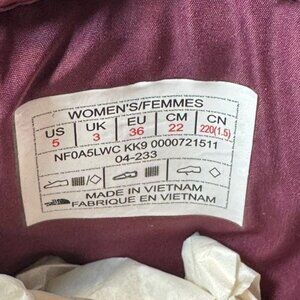 WOMEN'S/FEMMES
US UK EU CM CN
5 3 36 22 220(1.5)
NF0A5LWC KK9 0000721511
04-233
MADE IN VIETNAM
FABRIQUE EN VIETNAM